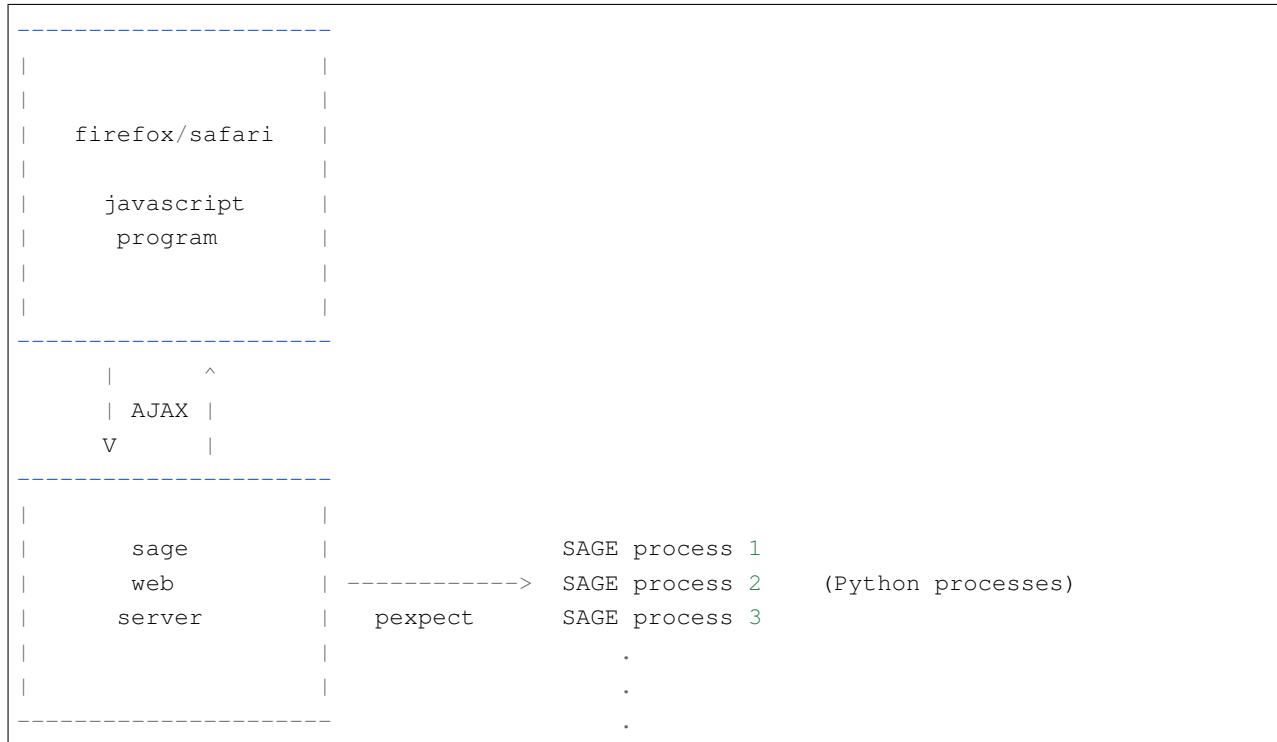 ----------------------
|                    |
|                    |
|   firefox/safari   |
|                    |
|     javascript     |
|      program       |
|                    |
|                    |
----------------------
      |      ^
      | AJAX |
      V      |
----------------------
|                    |
|       sage         |                SAGE process 1
|       web          | ------------>  SAGE process 2    (Python processes)
|      server        |   pexpect      SAGE process 3
|                    |                    .
|                    |                    .
----------------------                    .